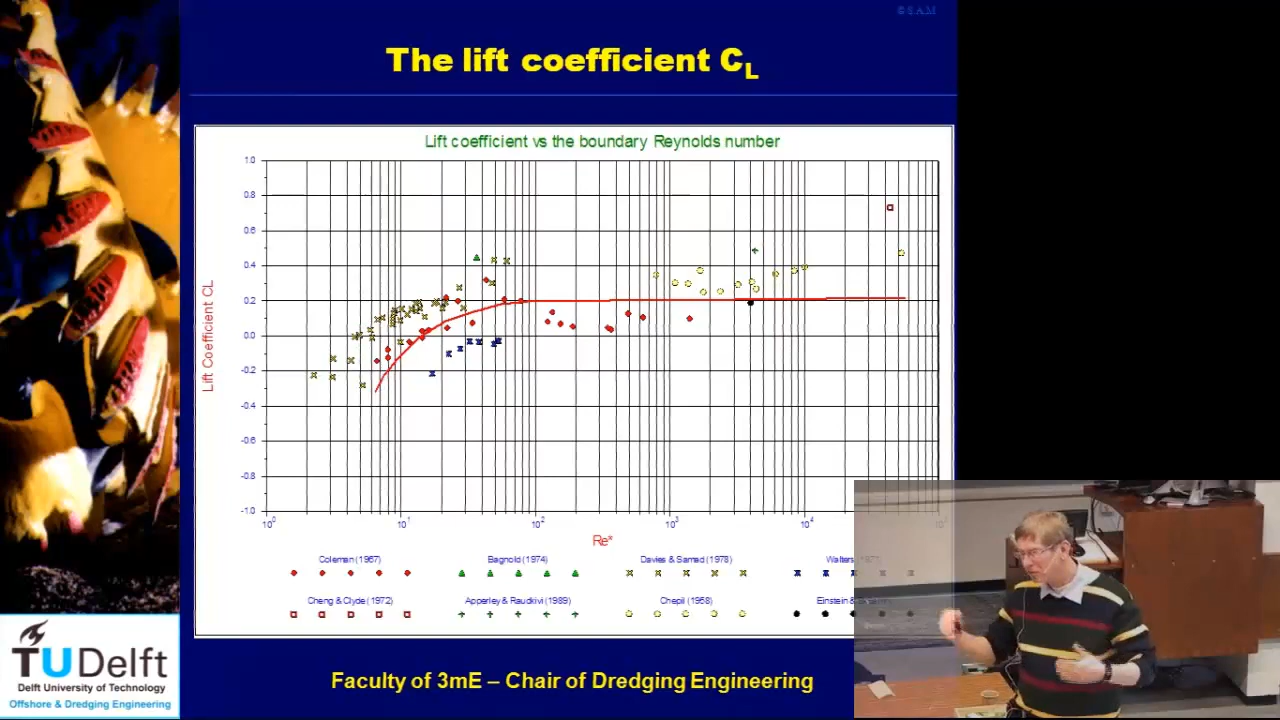 ©SAM
The lift coefficient CL
Lift coefficient vs the boundary Reynolds number
1.0
0.8
0.6
0.4
0.2
0.0
-0.2
-0.4
-0.6
-0.8
-1.0
Lift Coefficient CL
10⁰ 10¹ 10² 10³ 10⁴
Re*
Coleman (1967) Bagnold (1974) Davies & Samad (1978)
Cheng & Clyde (1972) Apperley & Raudkivi (1989) Chepil (1958) Einstein &
TUDelft
Delft University of Technology
Offshore & Dredging Engineering
Faculty of 3mE – Chair of Dredging Engineering